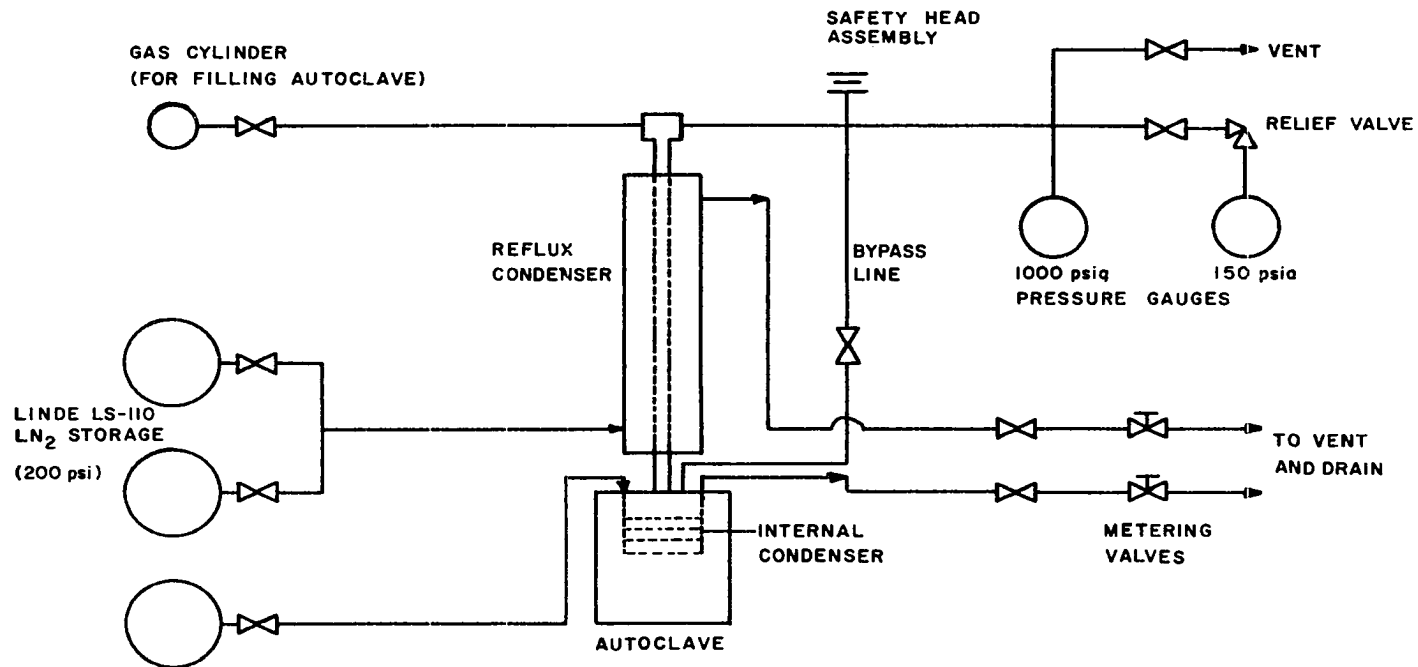 SAFETY HEAD
ASSEMBLY
GAS CYLINDER
(FOR FILLING AUTOCLAVE)
VENT
RELIEF VALVE
REFLUX
CONDENSER
BYPASS
LINE
1000 psig
150 psia
PRESSURE GAUGES
LINDE LS-110
LN2 STORAGE
(200 psi)
TO VENT
AND DRAIN
INTERNAL
CONDENSER
METERING
VALVES
AUTOCLAVE